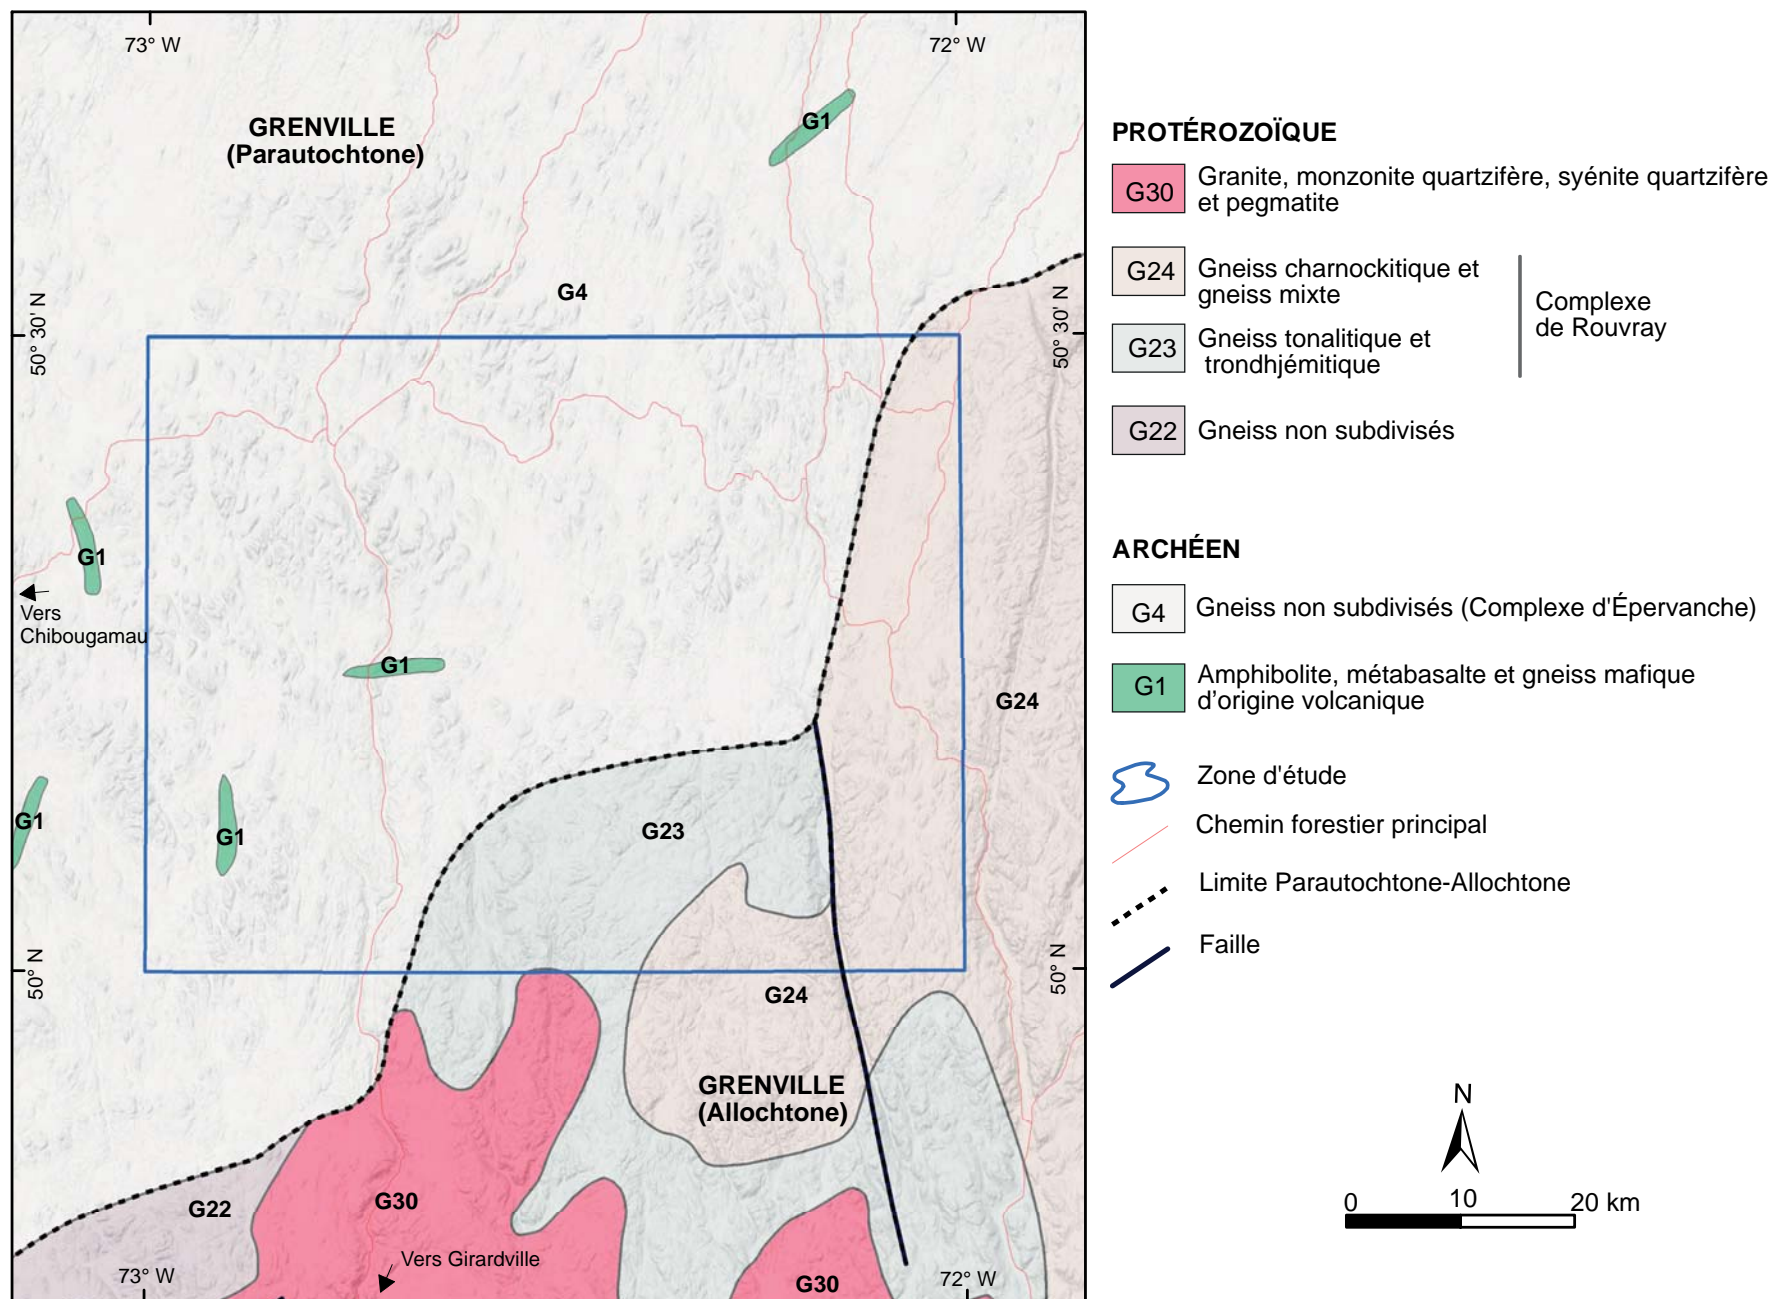 73° W
72° W
GRENVILLE
(Parautochtone)
G1
G4
50° 30' N
50° 30' N
G1
Vers
Chibougamau
G1
G24
G1
G1
G23
50° N
50° N
G24
GRENVILLE
(Allochtone)
G22
G30
Vers Girardville
73° W
72° W
G30
PROTÉROZOÏQUE
G30 Granite, monzonite quartzifère, syénite quartzifère
et pegmatite
G24 Gneiss charnockitique et
gneiss mixte
G23 Gneiss tonalitique et
trondhjémitique
Complexe
de Rouvray
G22 Gneiss non subdivisés
ARCHÉEN
G4 Gneiss non subdivisés (Complexe d'Épervanche)
G1 Amphibolite, métabasalte et gneiss mafique
d'origine volcanique
Zone d'étude
Chemin forestier principal
Limite Parautochtone-Allochtone
Faille
N
0 10 20 km